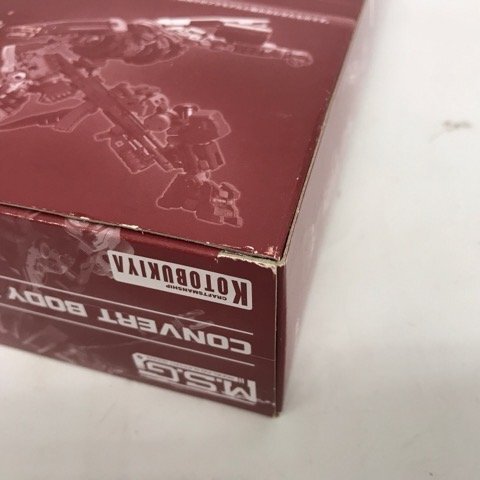 CRAFTSMANSHIP
KOTOBUKIYA
CONVERT BODY
M.S.G